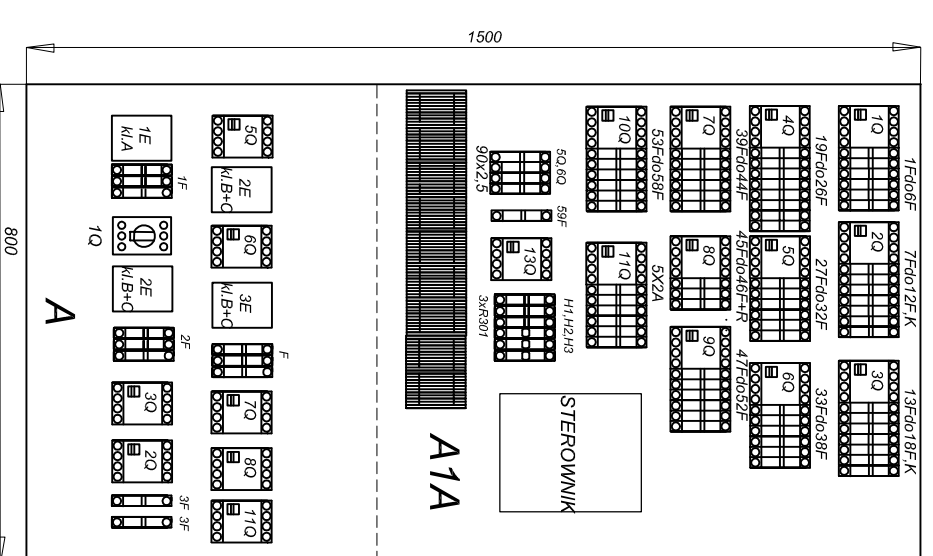 1500
800
1E
kl.A
1F
1Q
2E
kl.B+C
2F
3Q
2Q
3F
3F
A
5Q
2E
kl.B+C
6Q
3E
kl.B+C
F
7Q
8Q
11Q
A1A
90x2,5
5Q,6Q
59F
13Q
3xR301
H1,H2,H3
STEROWNIK
10Q
53Fdo58F
11Q
5X2A
7Q
39Fdo44F
8Q
45Fdo46F+R
9Q
47Fdo52F
4Q
19Fdo26F
5Q
27Fdo32F
6Q
33Fdo38F
1Q
1Fdo6F
2Q
7Fdo12F,K
3Q
13Fdo18F,K